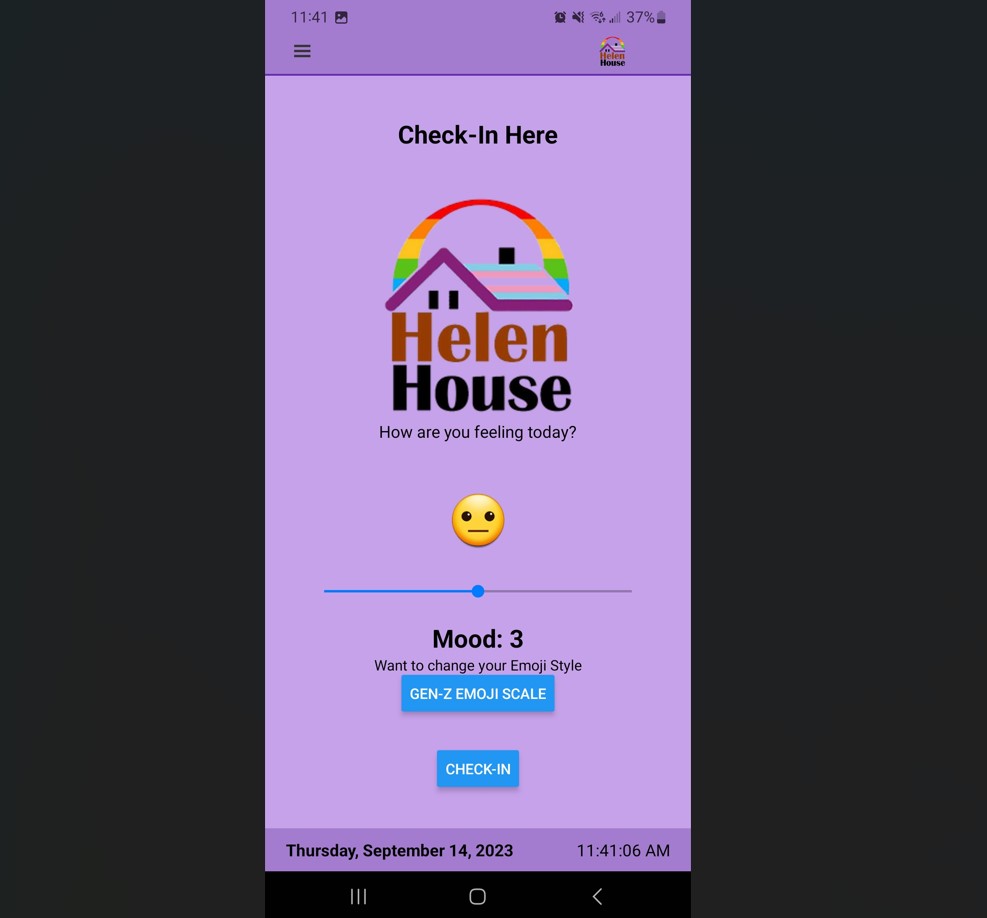 11:41 37%
Helen
House
Check-In Here
Helen
House
How are you feeling today?
Mood: 3
Want to change your Emoji Style
GEN-Z EMOJI SCALE
CHECK-IN
Thursday, September 14, 2023 11:41:06 AM